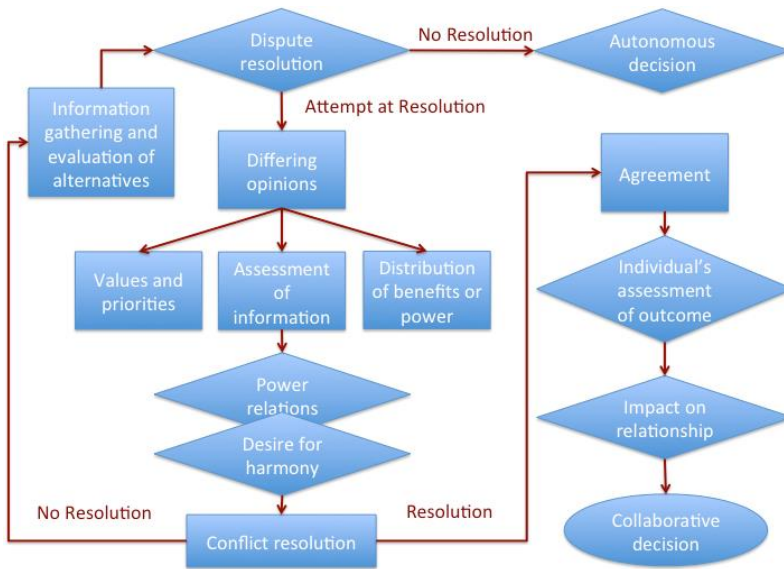 Dispute
resolution
No Resolution
Autonomous
decision
Information
gathering and
evaluation of
alternatives
Attempt at Resolution
Differing
opinions
Agreement
Values and
priorities
Assessment
of
information
Distribution
of benefits or
power
Individual's
assessment
of outcome
Power
relations
Desire for
harmony
Impact on
relationship
No Resolution
Resolution
Conflict resolution
Collaborative
decision